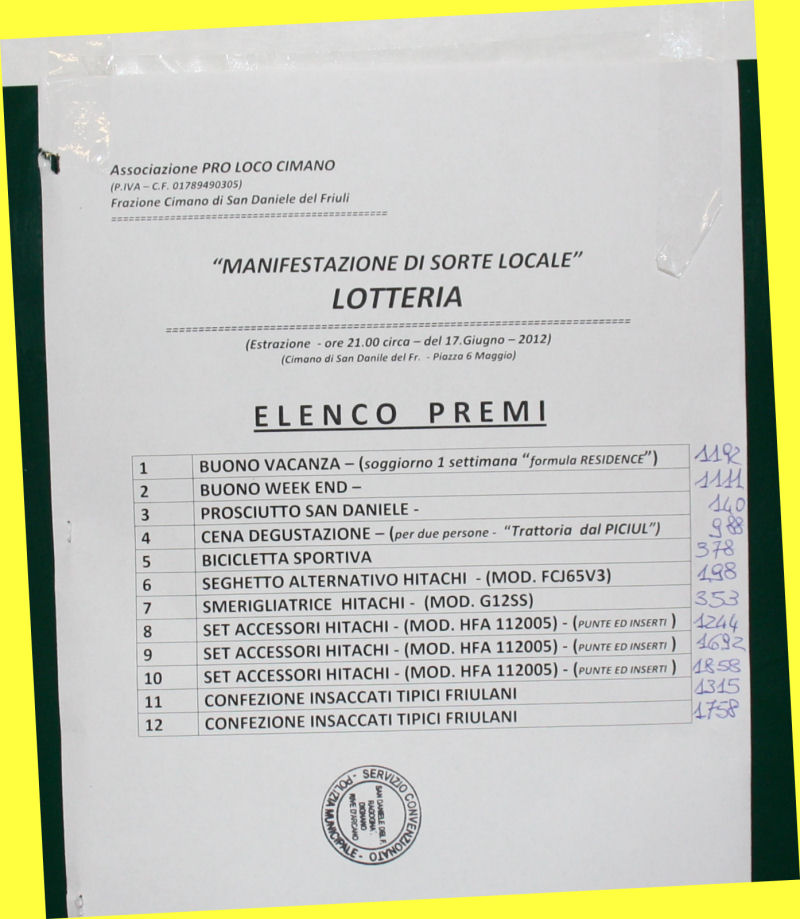 Associazione PRO LOCO CIMANO
(P.IVA – C.F. 01789490305)
Frazione Cimano di San Daniele del Friuli
================================================
"MANIFESTAZIONE DI SORTE LOCALE"
LOTTERIA
========================================================================
(Estrazione - ore 21.00 circa – del 17.Giugno – 2012)
(Cimano di San Danile del Fr. - Piazza 6 Maggio)
ELENCO PREMI
1 BUONO VACANZA – (soggiorno 1 settimana "formula RESIDENCE") 1192
2 BUONO WEEK END – 1111
3 PROSCIUTTO SAN DANIELE - 140
4 CENA DEGUSTAZIONE – (per due persone - "Trattoria dal PICIUL") 988
5 BICICLETTA SPORTIVA 378
6 SEGHETTO ALTERNATIVO HITACHI - (MOD. FCJ65V3) 198
7 SMERIGLIATRICE HITACHI - (MOD. G12SS) 353
8 SET ACCESSORI HITACHI - (MOD. HFA 112005) - (PUNTE ED INSERTI ) 1244
9 SET ACCESSORI HITACHI - (MOD. HFA 112005) - (PUNTE ED INSERTI ) 1692
10 SET ACCESSORI HITACHI - (MOD. HFA 112005) - (PUNTE ED INSERTI ) 1858
11 CONFEZIONE INSACCATI TIPICI FRIULANI 1315
12 CONFEZIONE INSACCATI TIPICI FRIULANI 1758
SERVIZIO CONVENZIONATO - POLIZIA MUNICIPALE -
SAN DANIELE DEL F.
RAGOGNA
DIGNANO
RIVE D'ARCANO